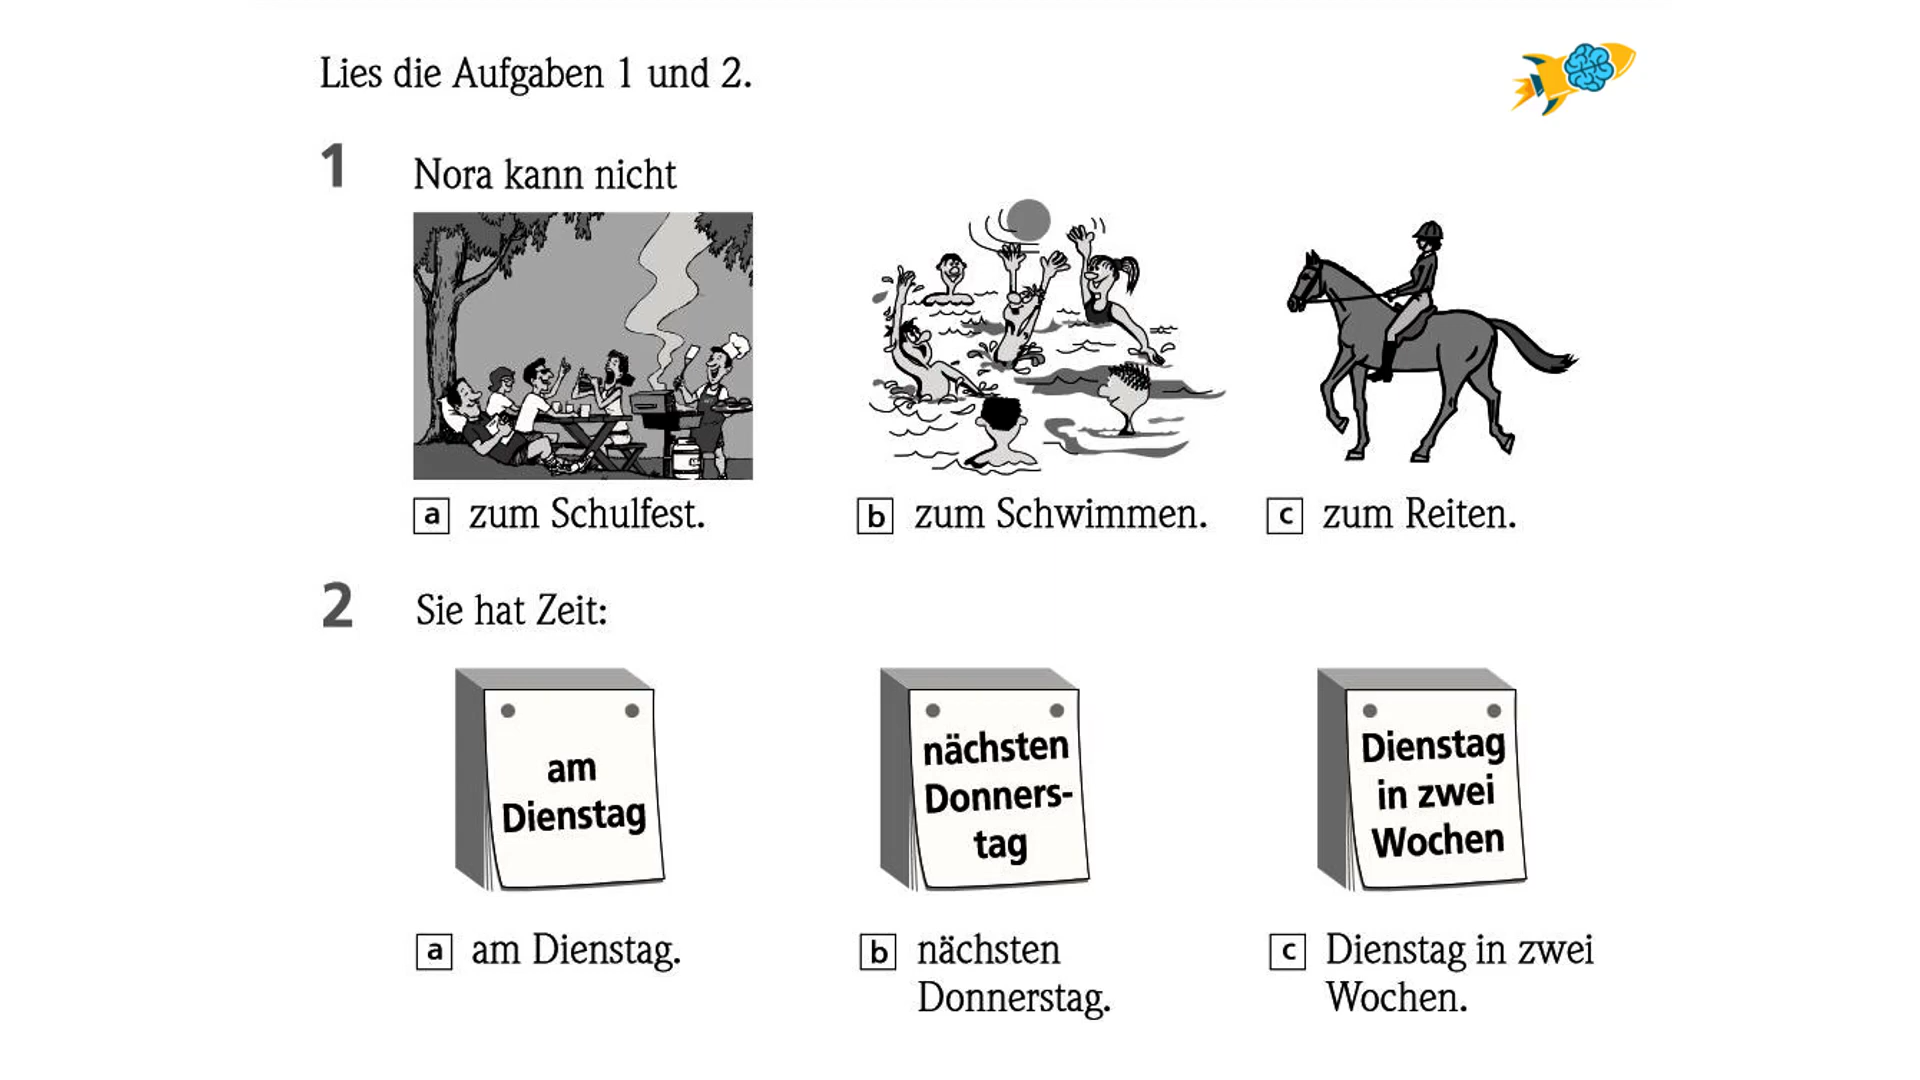 Lies die Aufgaben 1 und 2.
1 Nora kann nicht
a zum Schulfest.
b zum Schwimmen.
c zum Reiten.
2 Sie hat Zeit:
am
Dienstag
nächsten
Donners-
tag
Dienstag
in zwei
Wochen
a am Dienstag.
b nächsten
Donnerstag.
c Dienstag in zwei
Wochen.